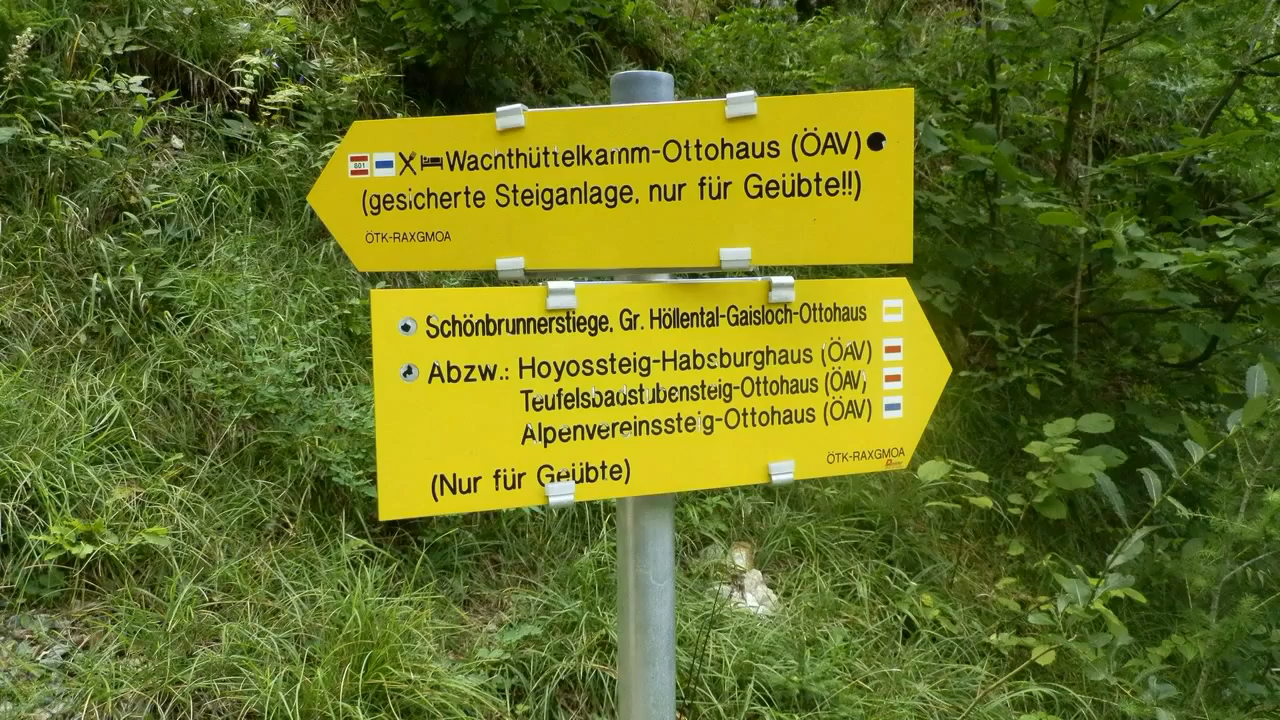 801 Wachthüttelkamm-Ottohaus (ÖAV)
(gesicherte Steiganlage, nur für Geübte!!)
ÖTK-RAXGMOA
Schönbrunnerstiege, Gr. Höllental-Gaisloch-Ottohaus
Abzw.: Hoyossteig-Habsburghaus (ÖAV)
Teufelsbadstubensteig-Ottohaus (ÖAV)
Alpenvereinssteig-Ottohaus (ÖAV)
(Nur für Geübte)
ÖTK-RAXGMOA